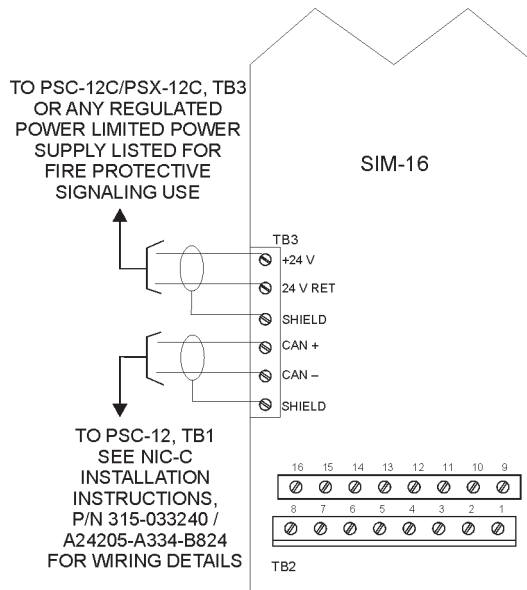 TO PSC-12C/PSX-12C, TB3
OR ANY REGULATED
POWER LIMITED POWER
SUPPLY LISTED FOR
FIRE PROTECTIVE
SIGNALING USE
SIM-16
TB3
+24 V
24 V RET
SHIELD
CAN +
CAN –
SHIELD
TO PSC-12, TB1
SEE NIC-C
INSTALLATION
INSTRUCTIONS,
P/N 315-033240 /
A24205-A334-B824
FOR WIRING DETAILS
16 15 14 13 12 11 10 9
8 7 6 5 4 3 2 1
TB2